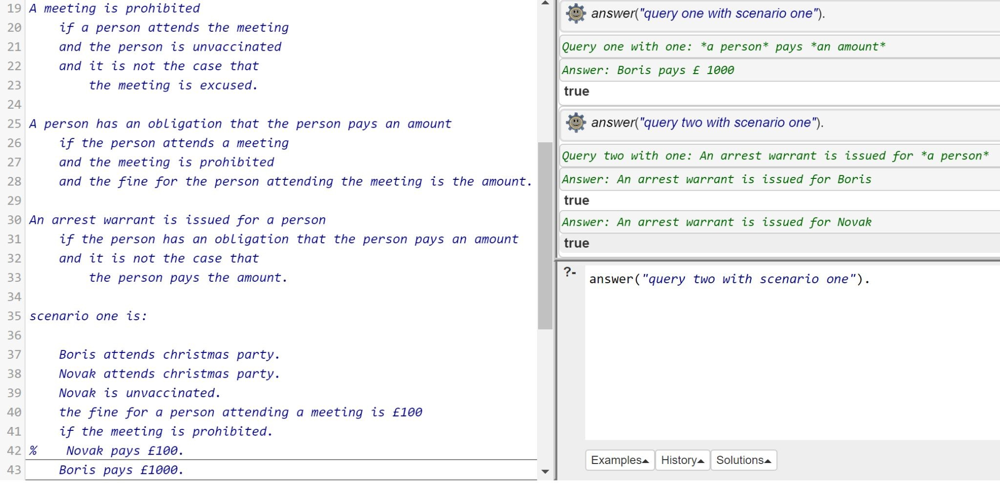 19 A meeting is prohibited
20 if a person attends the meeting
21 and the person is unvaccinated
22 and it is not the case that
23 the meeting is excused.
24
25 A person has an obligation that the person pays an amount
26 if the person attends a meeting
27 and the meeting is prohibited
28 and the fine for the person attending the meeting is the amount.
29
30 An arrest warrant is issued for a person
31 if the person has an obligation that the person pays an amount
32 and it is not the case that
33 the person pays the amount.
34
35 scenario one is:
36
37 Boris attends christmas party.
38 Novak attends christmas party.
39 Novak is unvaccinated.
40 the fine for a person attending a meeting is £100
41 if the meeting is prohibited.
42 % Novak pays £100.
43 Boris pays £1000.
answer("query one with scenario one").
Query one with one: *a person* pays *an amount*
Answer: Boris pays £ 1000
true
answer("query two with scenario one").
Query two with one: An arrest warrant is issued for *a person*
Answer: An arrest warrant is issued for Boris
true
Answer: An arrest warrant is issued for Novak
true
?- answer("query two with scenario one").
Examples History Solutions